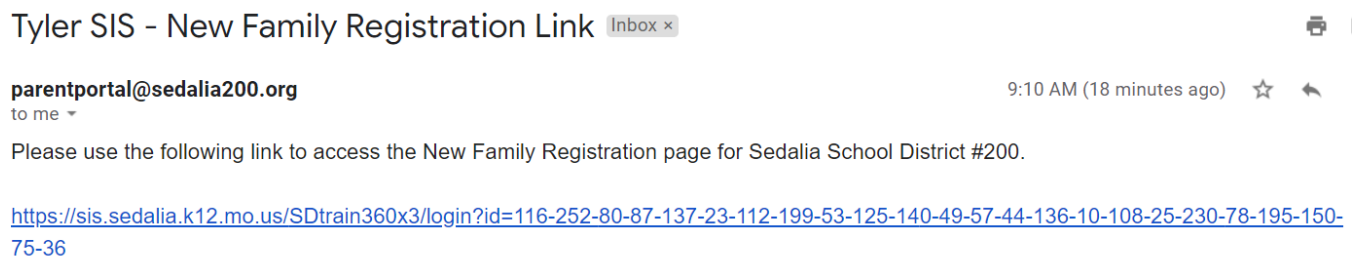 Tyler SIS - New Family Registration Link Inbox ×
parentportal@sedalia200.org 9:10 AM (18 minutes ago)
to me
Please use the following link to access the New Family Registration page for Sedalia School District #200.
https://sis.sedalia.k12.mo.us/SDtrain360x3/login?id=116-252-80-87-137-23-112-199-53-125-140-49-57-44-136-10-108-25-230-78-195-150-
75-36